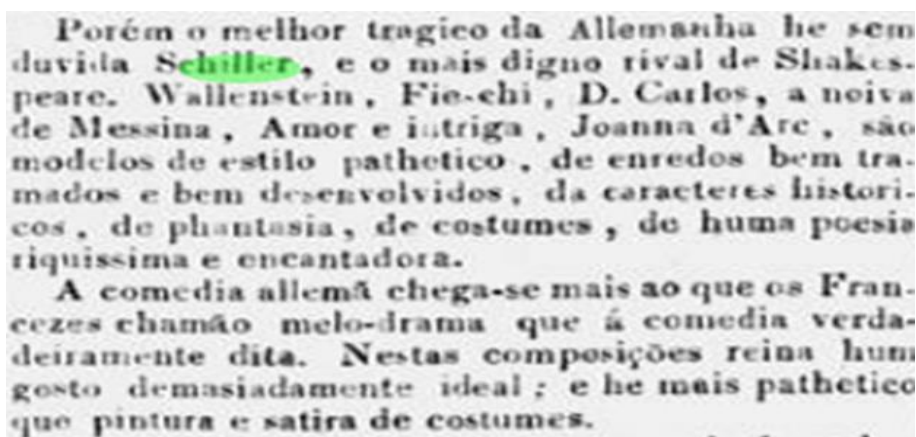 Porém o melhor tragico da Allemanha he sem
duvida Schiller, e o mais digno rival de Shakes-
peare. Wallenstein, Fieschi, D. Carlos, a noiva
de Messina, Amor e intriga, Joanna d'Arc, são
modelos de estilo pathetico, de enredos bem tra-
mados e bem desenvolvidos, da caracteres histori-
cos, de phantasia, de costumes, de huma poesia
riquissima e encantadora.
A comedia allemã chega-se mais ao que os Fran-
cezes chamão melo-drama que á comedia verda-
deiramente dita. Nestas composições reina hum
gosto demasiadamente ideal; e he mais pathetico
que pintura e satira de costumes.